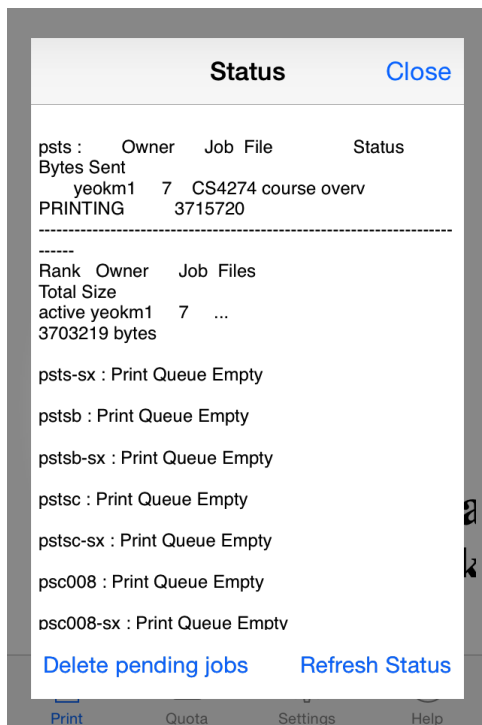 Status Close
psts : Owner Job File Status
Bytes Sent
yeokm1 7 CS4274 course overv
PRINTING 3715720
---------------------------------------------------------------------
------
Rank Owner Job Files
Total Size
active yeokm1 7 ...
3703219 bytes
psts-sx : Print Queue Empty
pstsb : Print Queue Empty
pstsb-sx : Print Queue Empty
pstsc : Print Queue Empty
pstsc-sx : Print Queue Empty
psc008 : Print Queue Empty
psc008-sx : Print Queue Empty
Delete pending jobs Refresh Status
Print Quota Settings Help